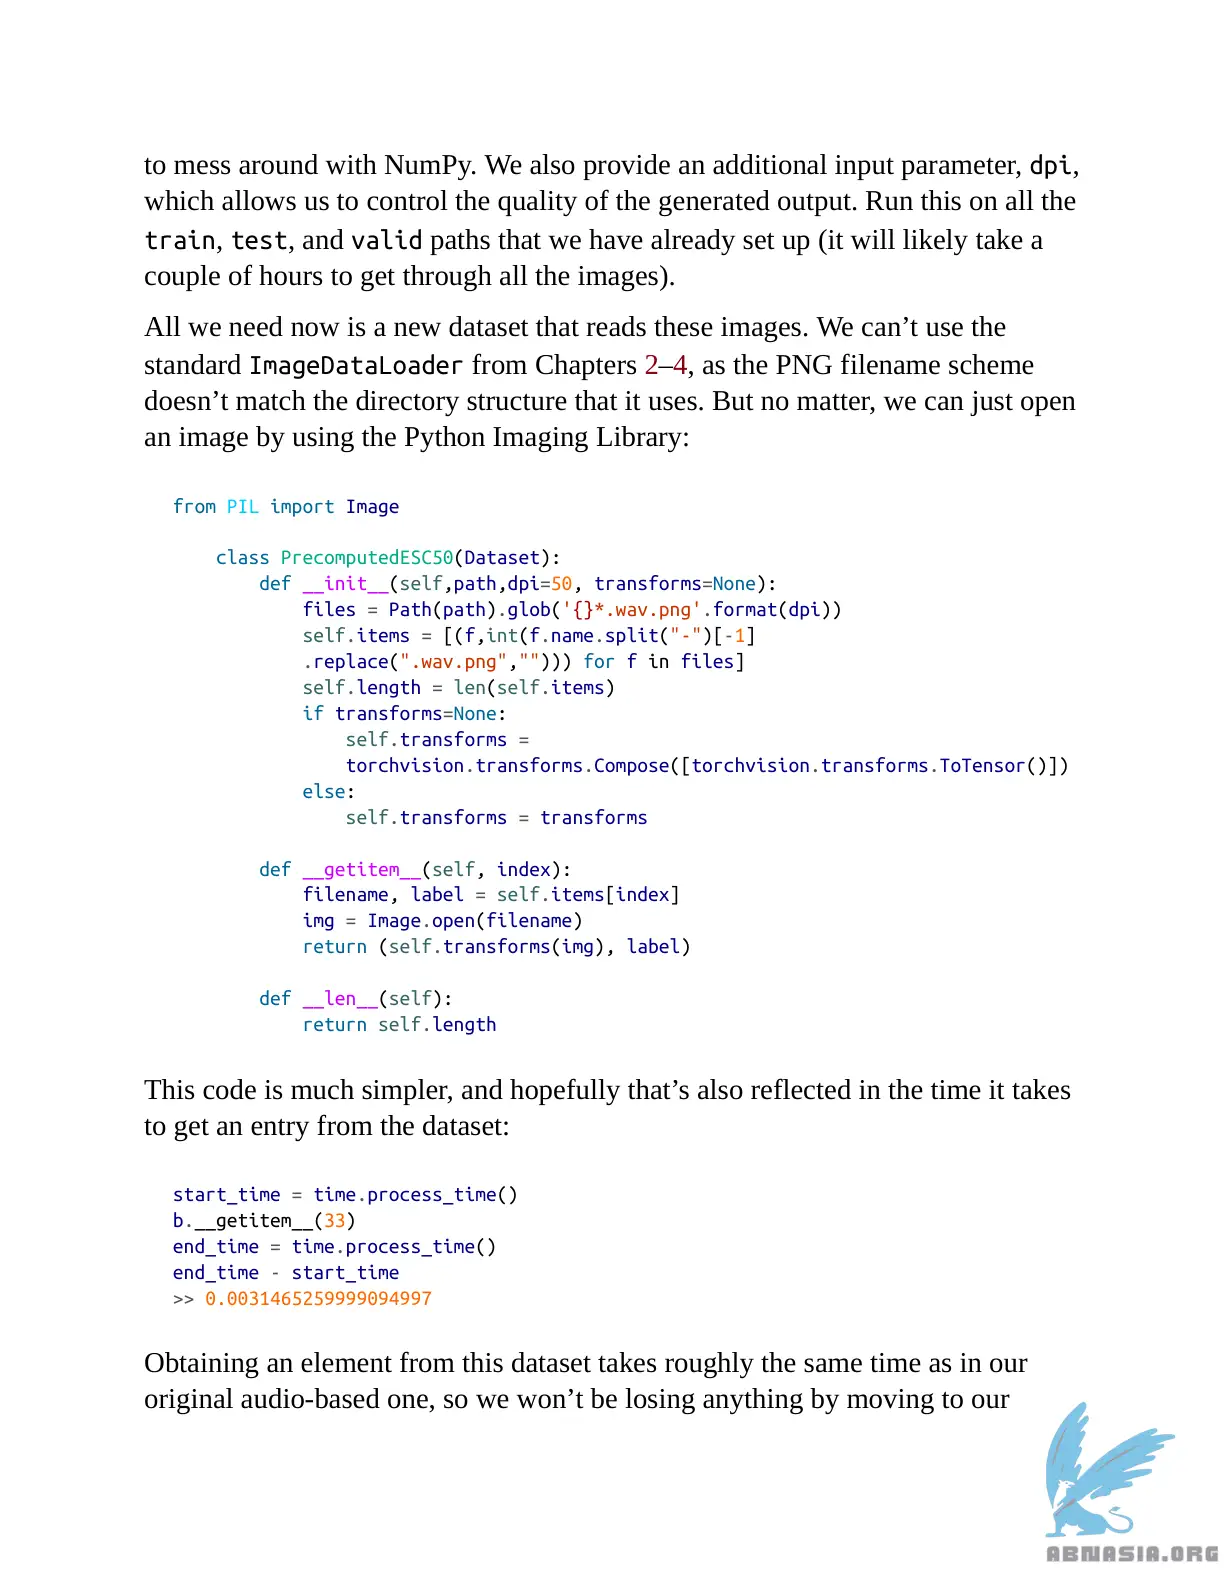 to mess around with NumPy. We also provide an additional input parameter, dpi,
which allows us to control the quality of the generated output. Run this on all the
train, test, and valid paths that we have already set up (it will likely take a
couple of hours to get through all the images).
All we need now is a new dataset that reads these images. We can’t use the
standard ImageDataLoader from Chapters 2–4, as the PNG filename scheme
doesn’t match the directory structure that it uses. But no matter, we can just open
an image by using the Python Imaging Library:
from PIL import Image
    class PrecomputedESC50(Dataset):
        def __init__(self,path,dpi=50, transforms=None):
            files = Path(path).glob('{}*.wav.png'.format(dpi))
            self.items = [(f,int(f.name.split("-")[-1]
            .replace(".wav.png",""))) for f in files]
            self.length = len(self.items)
            if transforms=None:
                self.transforms =
                torchvision.transforms.Compose([torchvision.transforms.ToTensor()])
            else:
                self.transforms = transforms
        def __getitem__(self, index):
            filename, label = self.items[index]
            img = Image.open(filename)
            return (self.transforms(img), label)
        def __len__(self):
            return self.length
This code is much simpler, and hopefully that’s also reflected in the time it takes
to get an entry from the dataset:
start_time = time.process_time()
b.__getitem__(33)
end_time = time.process_time()
end_time - start_time
>> 0.0031465259999094997
Obtaining an element from this dataset takes roughly the same time as in our
original audio-based one, so we won’t be losing anything by moving to our
ABNASIA.ORG